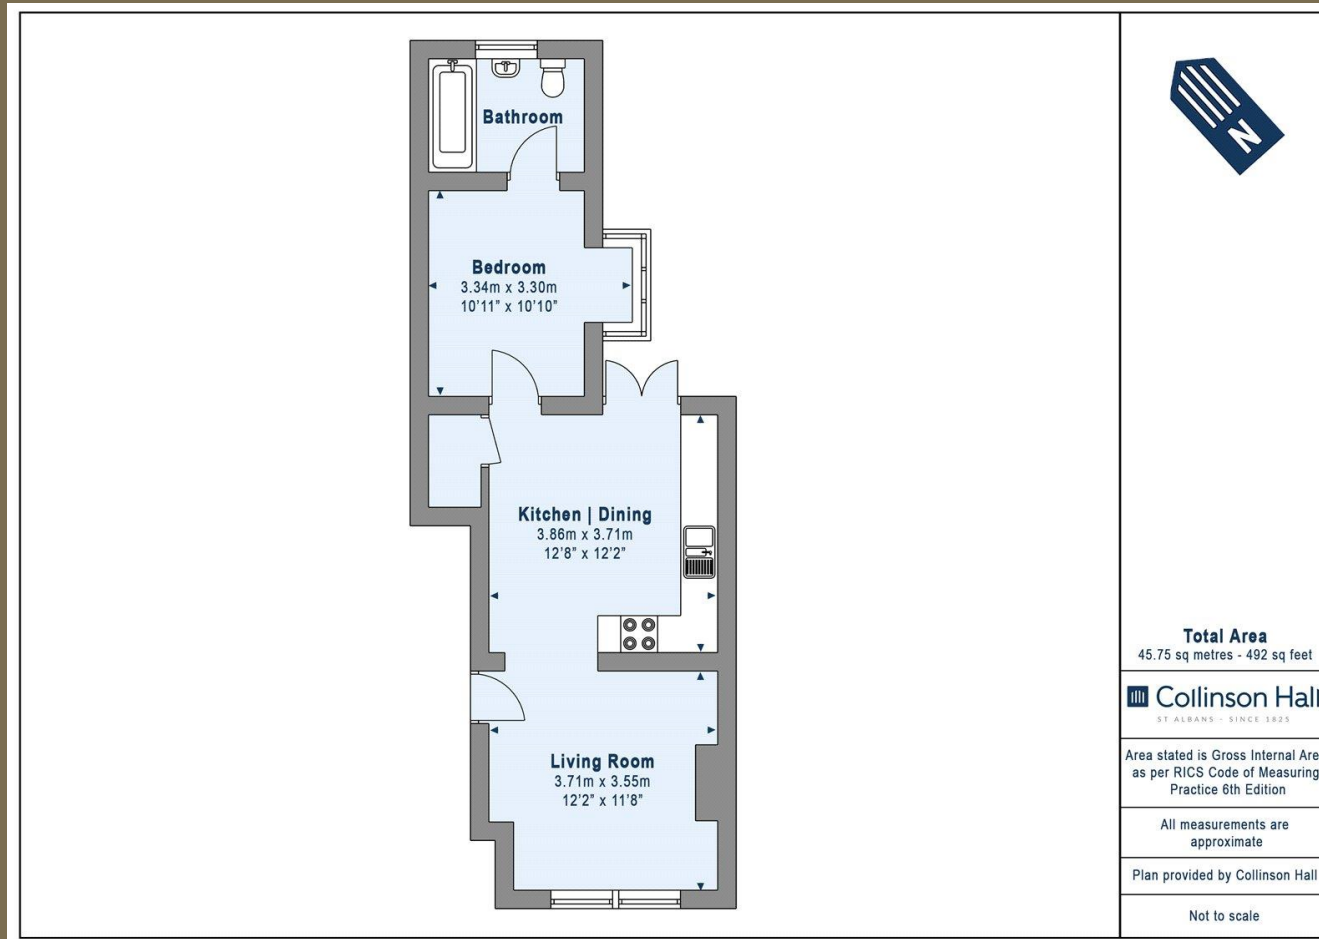 Bathroom
Bedroom
3.34m x 3.30m
10'11" x 10'10"
Kitchen | Dining
3.86m x 3.71m
12'8" x 12'2"
Living Room
3.71m x 3.55m
12'2" x 11'8"
N
Total Area
45.75 sq metres - 492 sq feet
Collinson Hall
ST ALBANS - SINCE 1825
Area stated is Gross Internal Are
as per RICS Code of Measuring
Practice 6th Edition
All measurements are
approximate
Plan provided by Collinson Hall
Not to scale